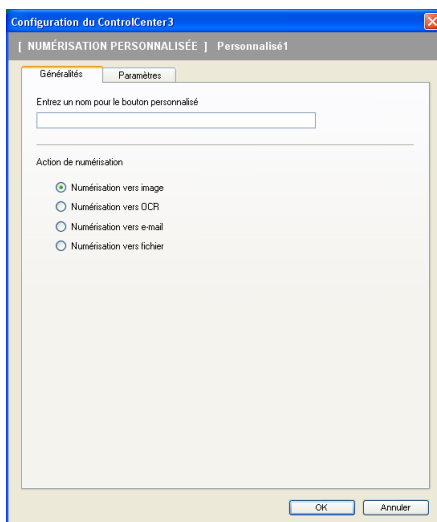 Configuration du ControlCenter3
[ NUMÉRISATION PERSONNALISÉE ] Personnalisé1
Généralités Paramètres
Entrez un nom pour le bouton personnalisé
Action de numérisation
Numérisation vers image
Numérisation vers OCR
Numérisation vers e-mail
Numérisation vers fichier
OK Annuler